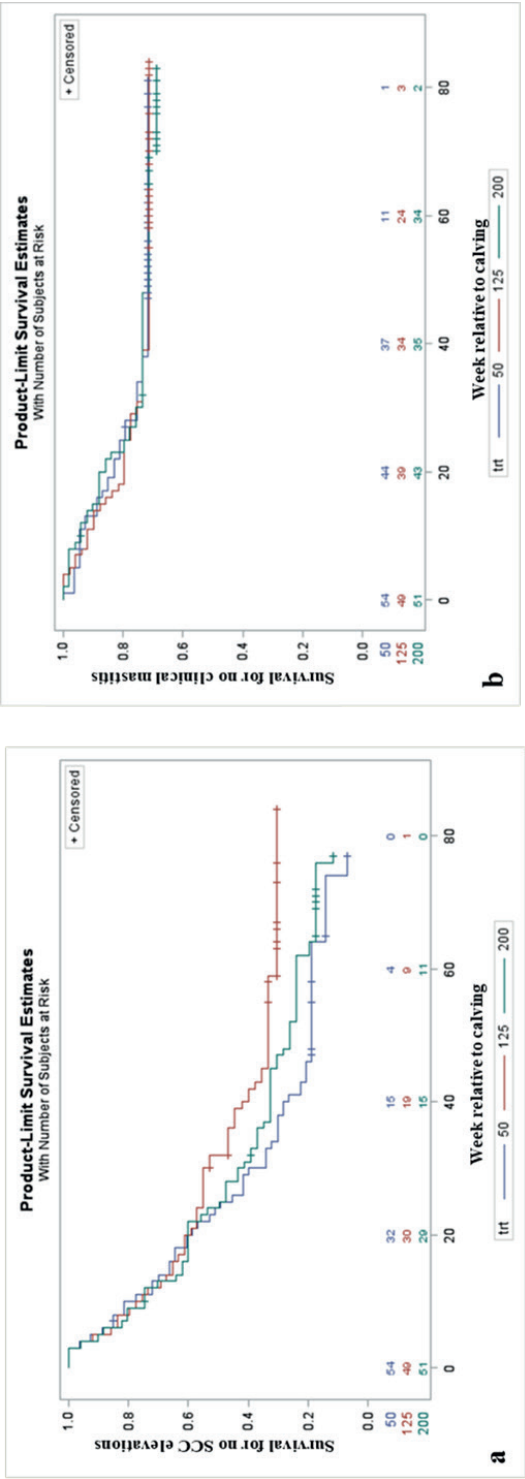 Product-Limit Survival Estimates
With Number of Subjects at Risk
+ Censored
Survival for no SCC elevations
1.0
0.8
0.6
0.4
0.2
0.0
50 54 32 15 4 0
125 49 30 19 9 1
200 51 29 15 11 0
0 20 40 60 80
Week relative to calving
trt 50 125 200
a
Product-Limit Survival Estimates
With Number of Subjects at Risk
+ Censored
Survival for no clinical mastitis
1.0
0.8
0.6
0.4
0.2
0.0
50 54 44 37 11 1
125 49 39 34 24 3
200 51 43 35 34 2
0 20 40 60 80
Week relative to calving
trt 50 125 200
b